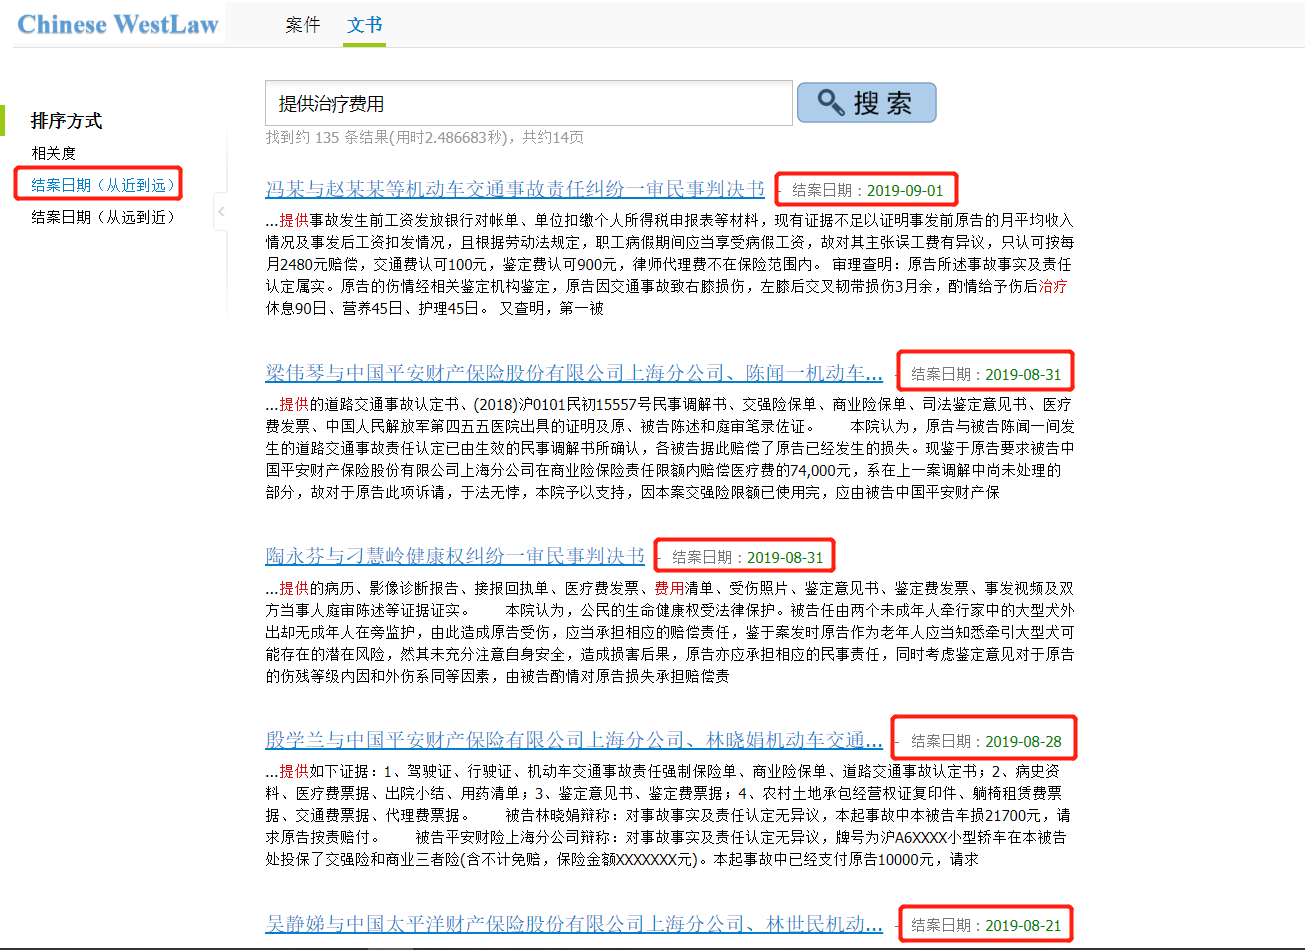 Chinese WestLaw
案件 文书
排序方式
相关度
结案日期（从近到远）
结案日期（从远到近）
提供治疗费用
搜 索
找到约 135 条结果(用时2.486683秒)，共约14页
冯某与赵某某等机动车交通事故责任纠纷一审民事判决书 - 结案日期：2019-09-01
...提供事故发生前工资发放银行对帐单、单位扣缴个人所得税申报表等材料，现有证据不足以证明事发前原告的月平均收入
情况及事发后工资扣发情况，且根据劳动法规定，职工病假期间应当享受病假工资，故对其主张误工费有异议，只认可按每
月2480元赔偿，交通费认可100元，鉴定费认可900元，律师代理费不在保险范围内。 审理查明：原告所述事故事实及责任
认定属实。原告的伤情经相关鉴定机构鉴定，原告因交通事故致右膝损伤，左膝后交叉韧带损伤3月余，酌情给予伤后治疗
休息90日、营养45日、护理45日。 又查明，第一被
梁伟琴与中国平安财产保险股份有限公司上海分公司、陈闻一机动车... - 结案日期：2019-08-31
...提供的道路交通事故认定书、(2018)沪0101民初15557号民事调解书、交强险保单、商业险保单、司法鉴定意见书、医疗
费发票、中国人民解放军第四五五医院出具的证明及原、被告陈述和庭审笔录佐证。 本院认为，原告与被告陈闻一间发
生的道路交通事故责任认定已由生效的民事调解书所确认，各被告据此赔偿了原告已经发生的损失。现鉴于原告要求被告中
国平安财产保险股份有限公司上海分公司在商业险保险责任限额内赔偿医疗费的74,000元，系在上一案调解中尚未处理的
部分，故对于原告此项诉请，于法无悖，本院予以支持，因本案交强险限额已使用完，应由被告中国平安财产保
陶永芬与刁慧岭健康权纠纷一审民事判决书 - 结案日期：2019-08-31
...提供的病历、影像诊断报告、接报回执单、医疗费发票、费用清单、受伤照片、鉴定意见书、鉴定费发票、事发视频及双
方当事人庭审陈述等证据证实。 本院认为，公民的生命健康权受法律保护。被告任由两个未成年人牵行家中的大型犬外
出却无成年人在旁监护，由此造成原告受伤，应当承担相应的赔偿责任，鉴于案发时原告作为老年人应当知悉牵引大型犬可
能存在的潜在风险，然其未充分注意自身安全，造成损害后果，原告亦应承担相应的民事责任，同时考虑鉴定意见对于原告
的伤残等级内因和外伤系同等因素，由被告酌情对原告损失承担赔偿责
殷学兰与中国平安财产保险有限公司上海分公司、林晓娟机动车交通... - 结案日期：2019-08-28
...提供如下证据：1、驾驶证、行驶证、机动车交通事故责任强制保险单、商业险保单、道路交通事故认定书；2、病史资
料、医疗费票据、出院小结、用药清单；3、鉴定意见书、鉴定费票据；4、农村土地承包经营权证复印件、躺椅租赁费票
据、交通费票据、代理费票据。 被告林晓娟辩称：对事故事实及责任认定无异议，本起事故中本被告车损21700元，请
求原告按责赔付。 被告平安财险上海分公司辩称：对事故事实及责任认定无异议，牌号为沪A6XXXX小型轿车在本被告
处投保了交强险和商业三者险(含不计免赔，保险金额XXXXXXX元)。本起事故中已经支付原告10000元，请求
吴静娣与中国太平洋财产保险股份有限公司上海分公司、林世民机动... - 结案日期：2019-08-21